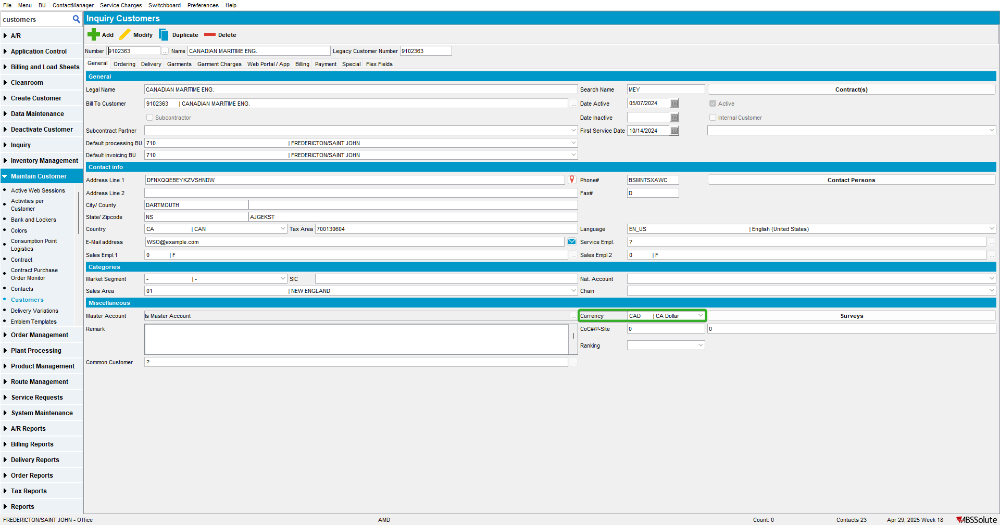 File Menu BU ContactManager Service Charges Switchboard Preferences Help
customers
Inquiry Customers
Add Modify Duplicate Delete
Number 9102363 ... Name CANADIAN MARITIME ENG. Legacy Customer Number 9102363
General Ordering Delivery Garments Garment Charges Web Portal / App Billing Payment Special Flex Fields
General
Legal Name CANADIAN MARITIME ENG. Search Name MEY Contract(s)
Bill To Customer 9102363 | CANADIAN MARITIME ENG. ... Date Active 05/07/2024 16 Active
Subcontractor Date Inactive 16 Internal Customer
Subcontract Partner First Service Date 10/14/2024 16
Default processing BU 710 | FREDERICTON/SAINT JOHN
Default invoicing BU 710 | FREDERICTON/SAINT JOHN
Contact info
Address Line 1 DFNXQQEBEYKZVSHNDW Phone# BSMNTSXAWC Contact Persons
Address Line 2 Fax# D
City/ County DARTMOUTH
State/ Zipcode NS AJGEKST
Country CA | CAN Tax Area 700130604 Language EN_US | English (United States)
E-Mail address WSO@example.com Service Empl. ? ...
Sales Empl.1 0 | F ... Sales Empl.2 0 | F ...
Categories
Market Segment - | - SIC Nat. Account
Sales Area 01 | NEW ENGLAND Chain
Miscellaneous
Master Account Is Master Account ... Currency CAD | CA Dollar Surveys
Remark CoC#/P-Site 0 0
Ranking
Common Customer ? ...
A/R
Application Control
Billing and Load Sheets
Cleanroom
Create Customer
Data Maintenance
Deactivate Customer
Inquiry
Inventory Management
Maintain Customer
Active Web Sessions
Activities per
Customer
Bank and Lockers
Colors
Consumption Point
Logistics
Contract
Contract Purchase
Order Monitor
Contacts
Customers
Delivery Variations
Emblem Templates
Order Management
Plant Processing
Product Management
Route Management
Service Requests
System Maintenance
A/R Reports
Billing Reports
Delivery Reports
Order Reports
Tax Reports
Reports
FREDERICTON/SAINT JOHN - Office AMD Count: 0 Contacts 23 Apr 29, 2025 Week 18 ABSSolute